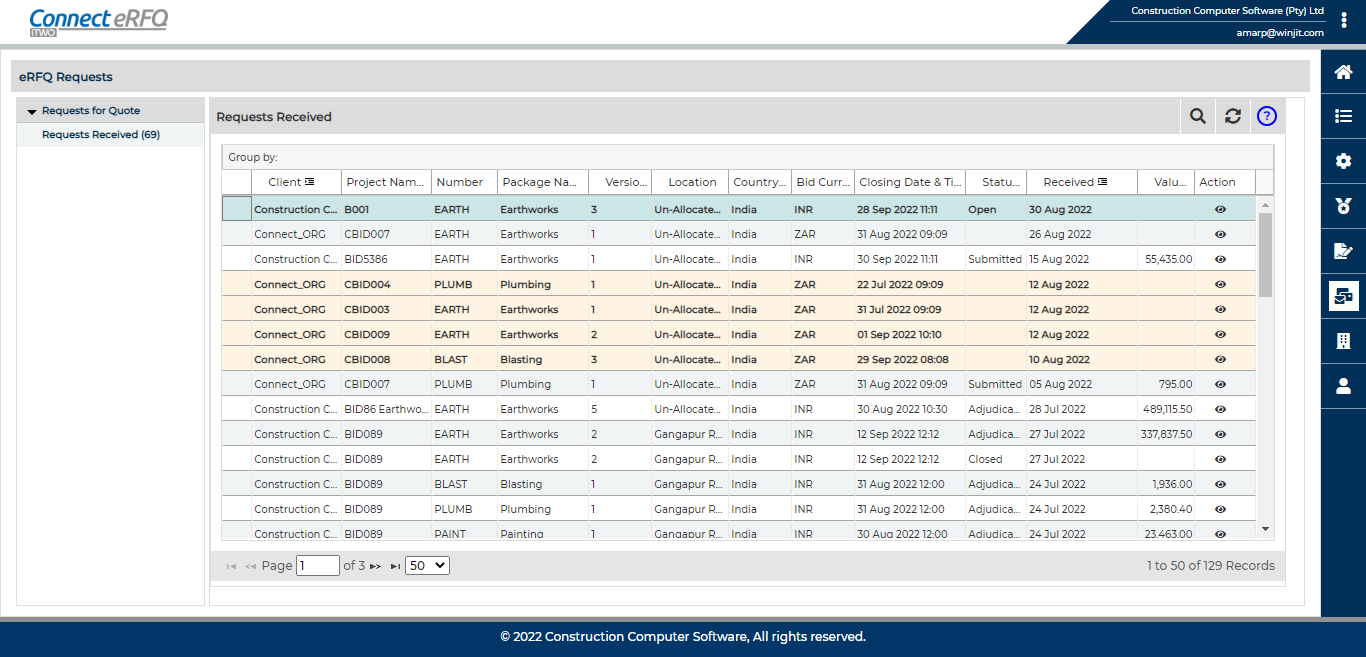 Connect eRFQ
iTWO
Construction Computer Software (Pty) Ltd
amarp@winjit.com
eRFQ Requests
Requests for Quote
Requests Received (69)
Requests Received
?
Group by:
Client Project Nam... Number Package Na... Versio... Location Country... Bid Curr... Closing Date & Ti... Statu... Received Valu... Action
Construction C... B001 EARTH Earthworks 3 Un-Allocate... India INR 28 Sep 2022 11:11 Open 30 Aug 2022
Connect_ORG CBID007 EARTH Earthworks 1 Un-Allocate... India ZAR 31 Aug 2022 09:09 26 Aug 2022
Construction C... BID5386 EARTH Earthworks 1 Un-Allocate... India INR 30 Sep 2022 11:11 Submitted 15 Aug 2022 55,435.00
Connect_ORG CBID004 PLUMB Plumbing 1 Un-Allocate... India ZAR 22 Jul 2022 09:09 12 Aug 2022
Connect_ORG CBID003 EARTH Earthworks 1 Un-Allocate... India ZAR 31 Jul 2022 09:09 12 Aug 2022
Connect_ORG CBID009 EARTH Earthworks 2 Un-Allocate... India ZAR 01 Sep 2022 10:10 12 Aug 2022
Connect_ORG CBID008 BLAST Blasting 3 Un-Allocate... India ZAR 29 Sep 2022 08:08 10 Aug 2022
Connect_ORG CBID007 PLUMB Plumbing 1 Un-Allocate... India ZAR 31 Aug 2022 09:09 Submitted 05 Aug 2022 795.00
Construction C... BID86 Earthwo... EARTH Earthworks 5 Un-Allocate... India INR 30 Aug 2022 10:30 Adjudica... 28 Jul 2022 489,115.50
Construction C... BID089 EARTH Earthworks 2 Gangapur R... India INR 12 Sep 2022 12:12 Adjudica... 27 Jul 2022 337,837.50
Construction C... BID089 EARTH Earthworks 2 Gangapur R... India INR 12 Sep 2022 12:12 Closed 27 Jul 2022
Construction C... BID089 BLAST Blasting 1 Gangapur R... India INR 31 Aug 2022 12:00 Adjudica... 24 Jul 2022 1,936.00
Construction C... BID089 PLUMB Plumbing 1 Gangapur R... India INR 31 Aug 2022 12:00 Adjudica... 24 Jul 2022 2,380.40
Construction C... BID089 PAINT Painting 1 Gangapur R... India INR 30 Aug 2022 12:00 Adjudica... 24 Jul 2022 23,463.00
Page 1 of 3 50 1 to 50 of 129 Records
© 2022 Construction Computer Software, All rights reserved.